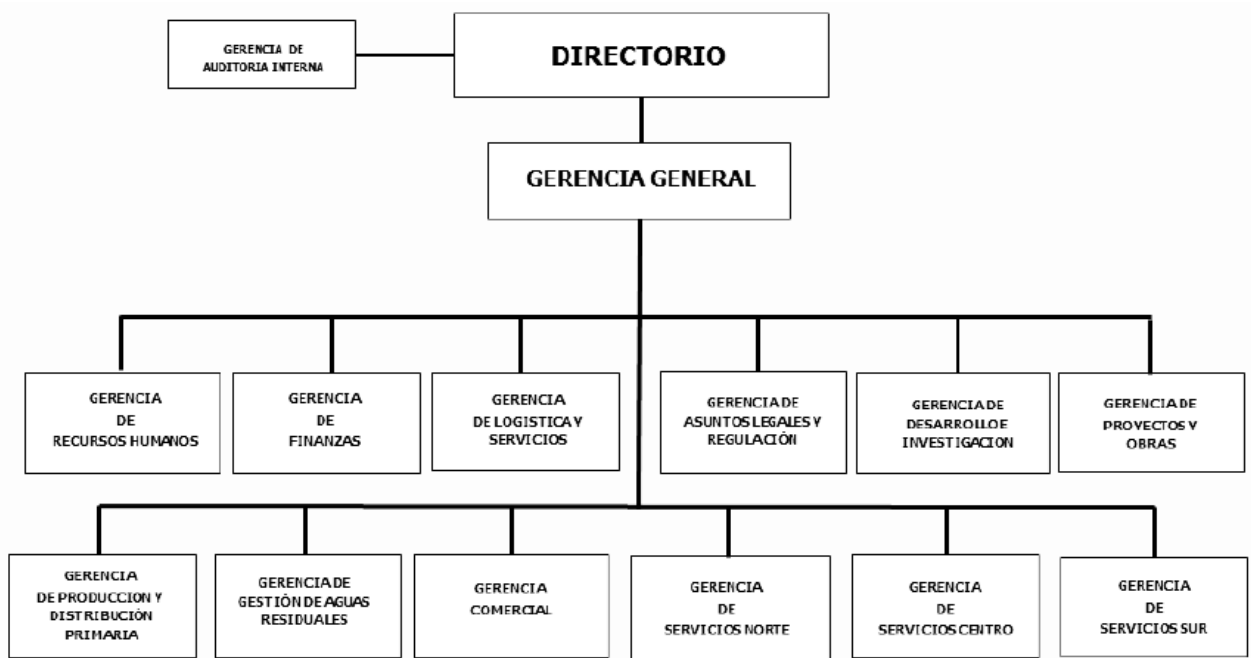 GERENCIA DE
AUDITORIA INTERNA
DIRECTORIO
GERENCIA GENERAL
GERENCIA
DE
RECURSOS HUMANOS
GERENCIA
DE
FINANZAS
GERENCIA
DE LOGISTICA Y
SERVICIOS
GERENCIA DE
ASUNTOS LEGALES Y
REGULACIÓN
GERENCIA DE
DESARROLLO E
INVESTIGACION
GERENCIA DE
PROYECTOS Y
OBRAS
GERENCIA
DE PRODUCCION Y
DISTRIBUCIÓN
PRIMARIA
GERENCIA DE
GESTIÓN DE AGUAS
RESIDUALES
GERENCIA
COMERCIAL
GERENCIA
DE
SERVICIOS NORTE
GERENCIA
DE
SERVICIOS CENTRO
GERENCIA
DE
SERVICIOS SUR